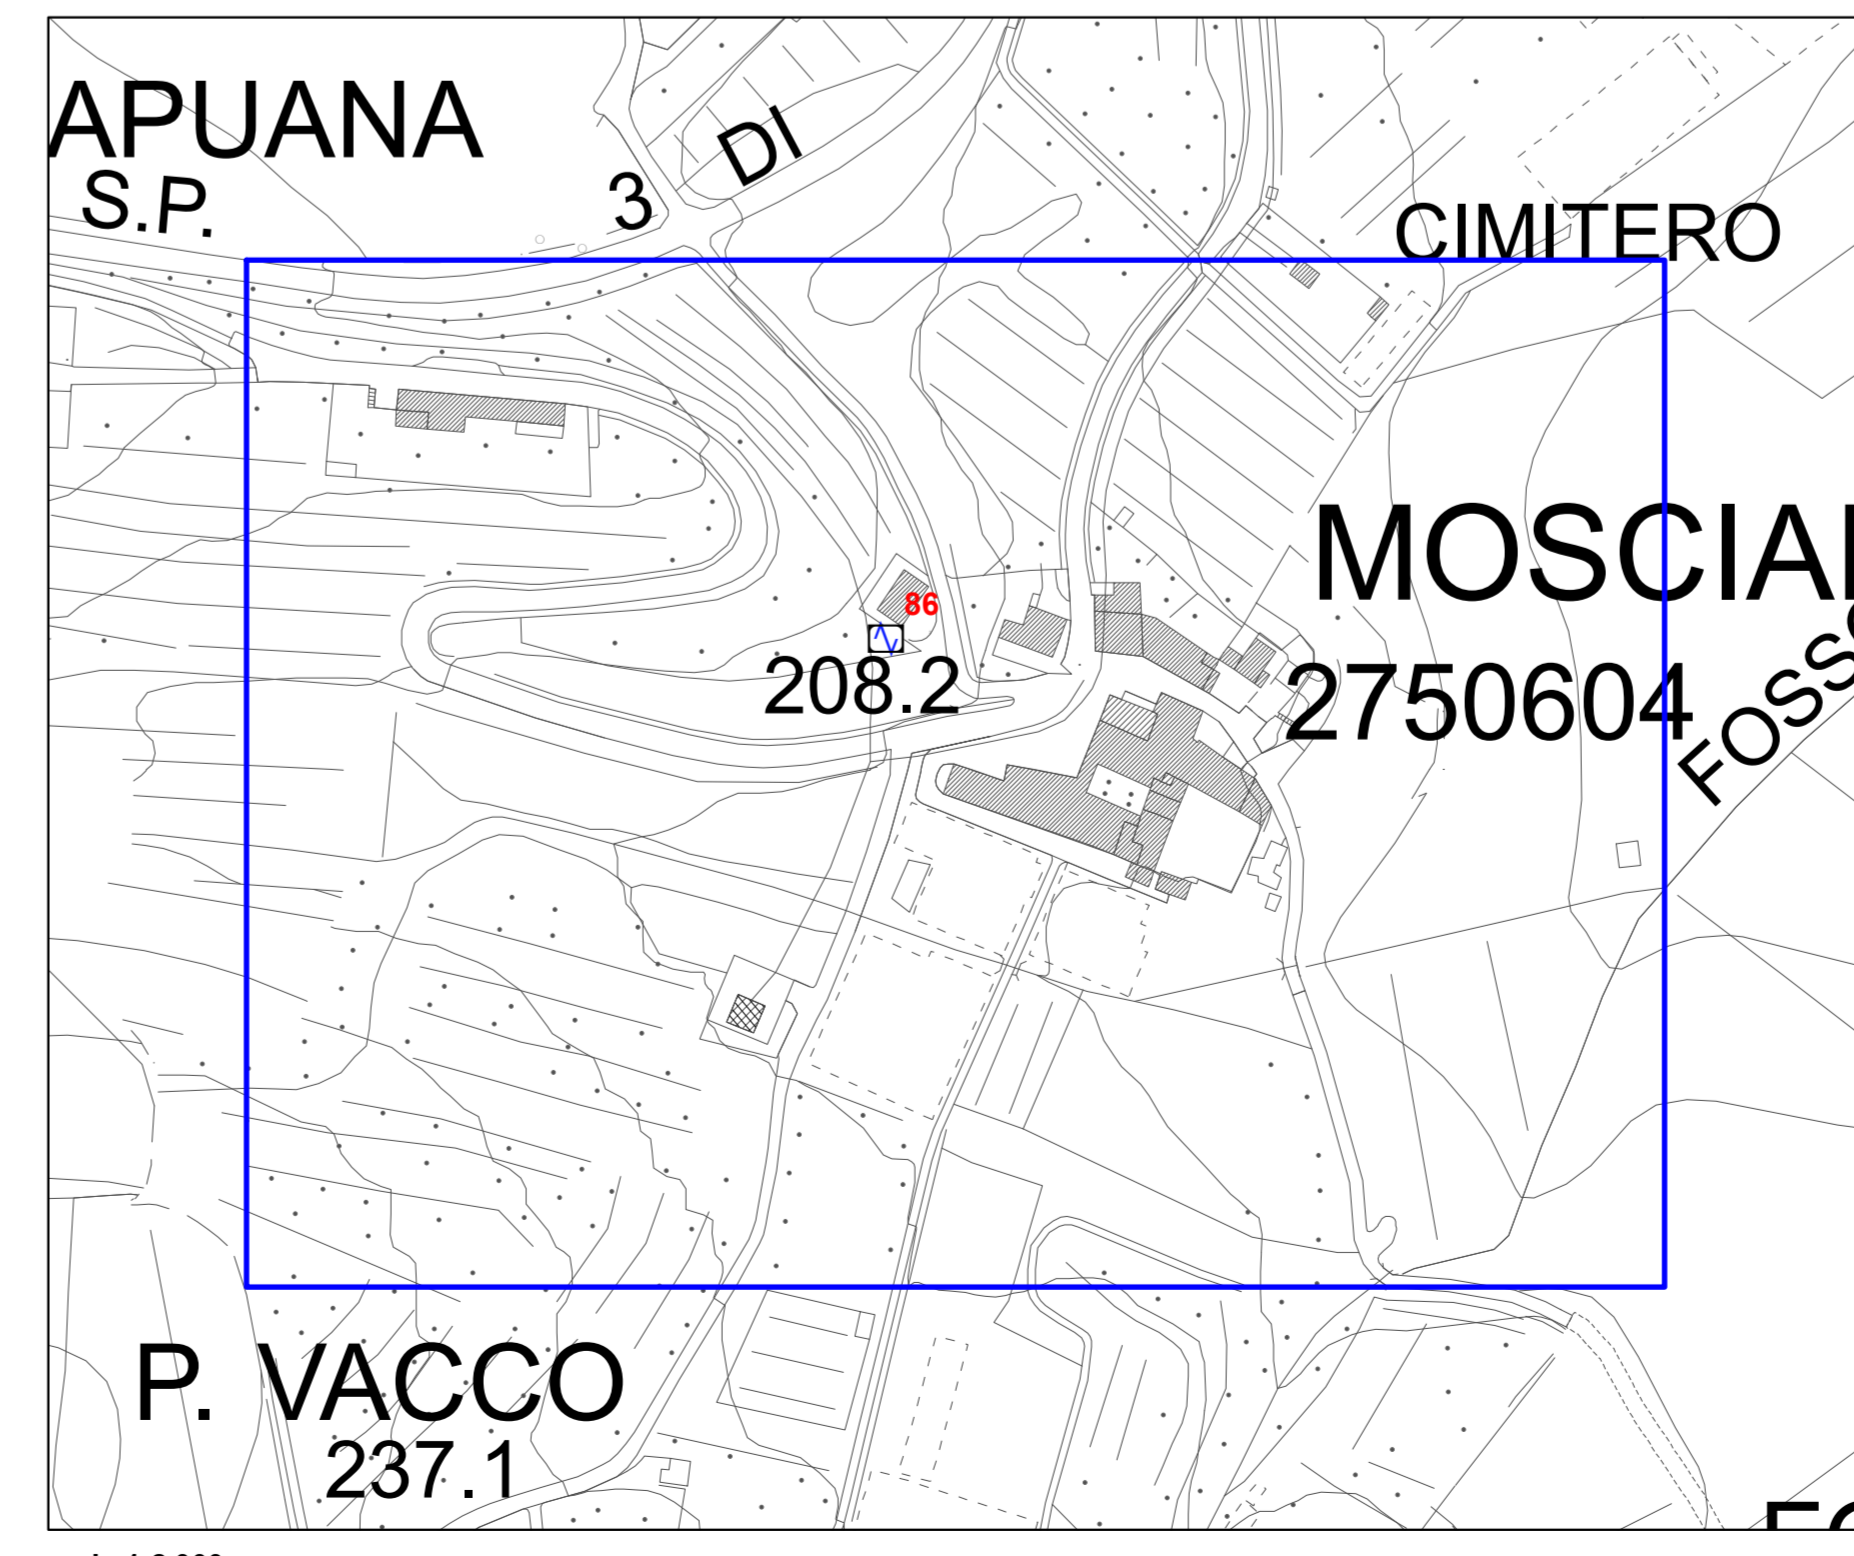 APUANA
S.P.
3
DI
CIMITERO
MOSCIA
86
208.2
2750604
FOSS
P. VACCO
237.1